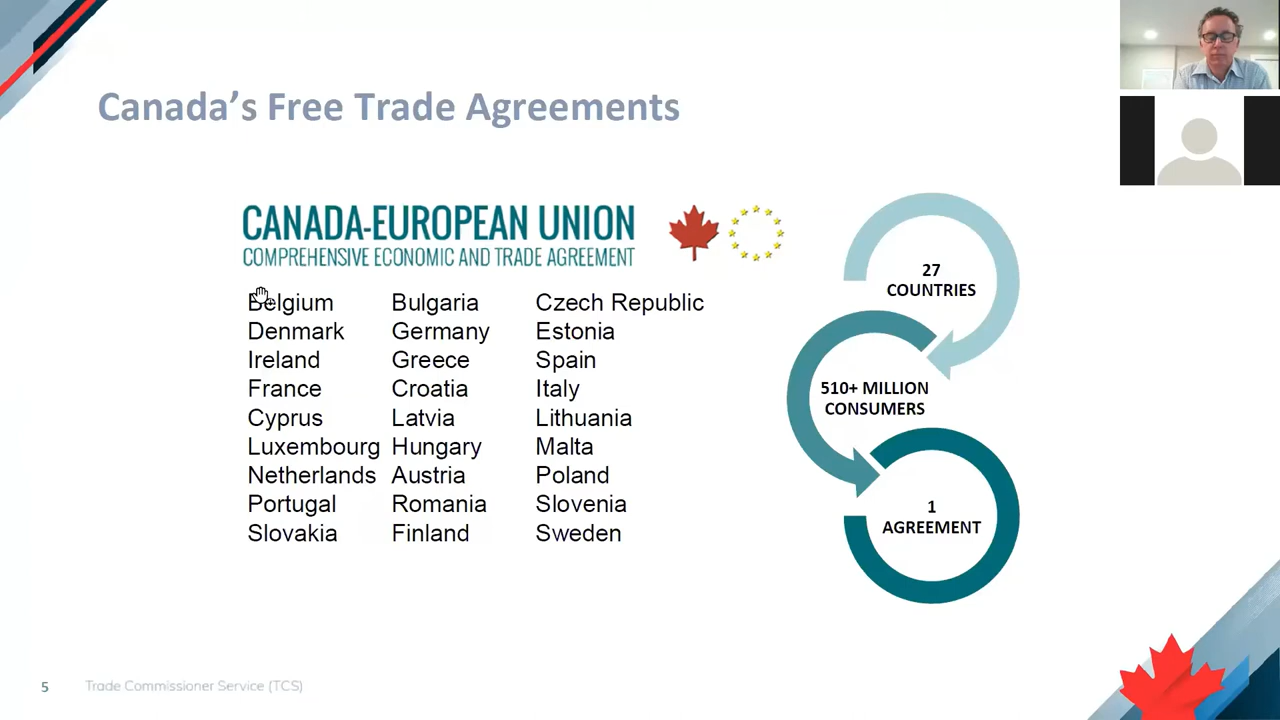 Canada’s Free Trade Agreements
CANADA-EUROPEAN UNION
COMPREHENSIVE ECONOMIC AND TRADE AGREEMENT
Belgium Bulgaria Czech Republic
Denmark Germany Estonia
Ireland Greece Spain
France Croatia Italy
Cyprus Latvia Lithuania
Luxembourg Hungary Malta
Netherlands Austria Poland
Portugal Romania Slovenia
Slovakia Finland Sweden
27
COUNTRIES
510+ MILLION
CONSUMERS
1
AGREEMENT
5 Trade Commissioner Service (TCS)